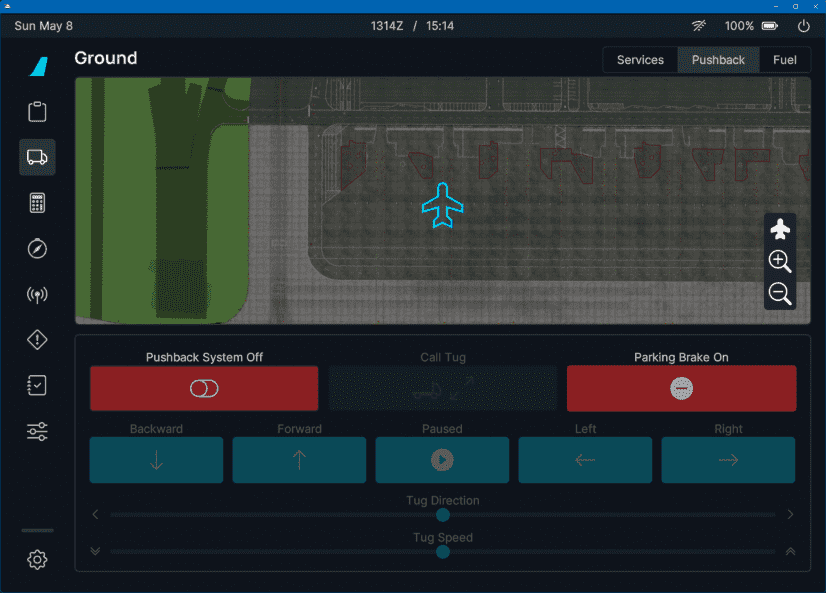 Sun May 8
1314Z / 15:14
100%
Ground
Services
Pushback
Fuel
Pushback System Off
Call Tug
Parking Brake On
Backward
Forward
Paused
Left
Right
Tug Direction
Tug Speed